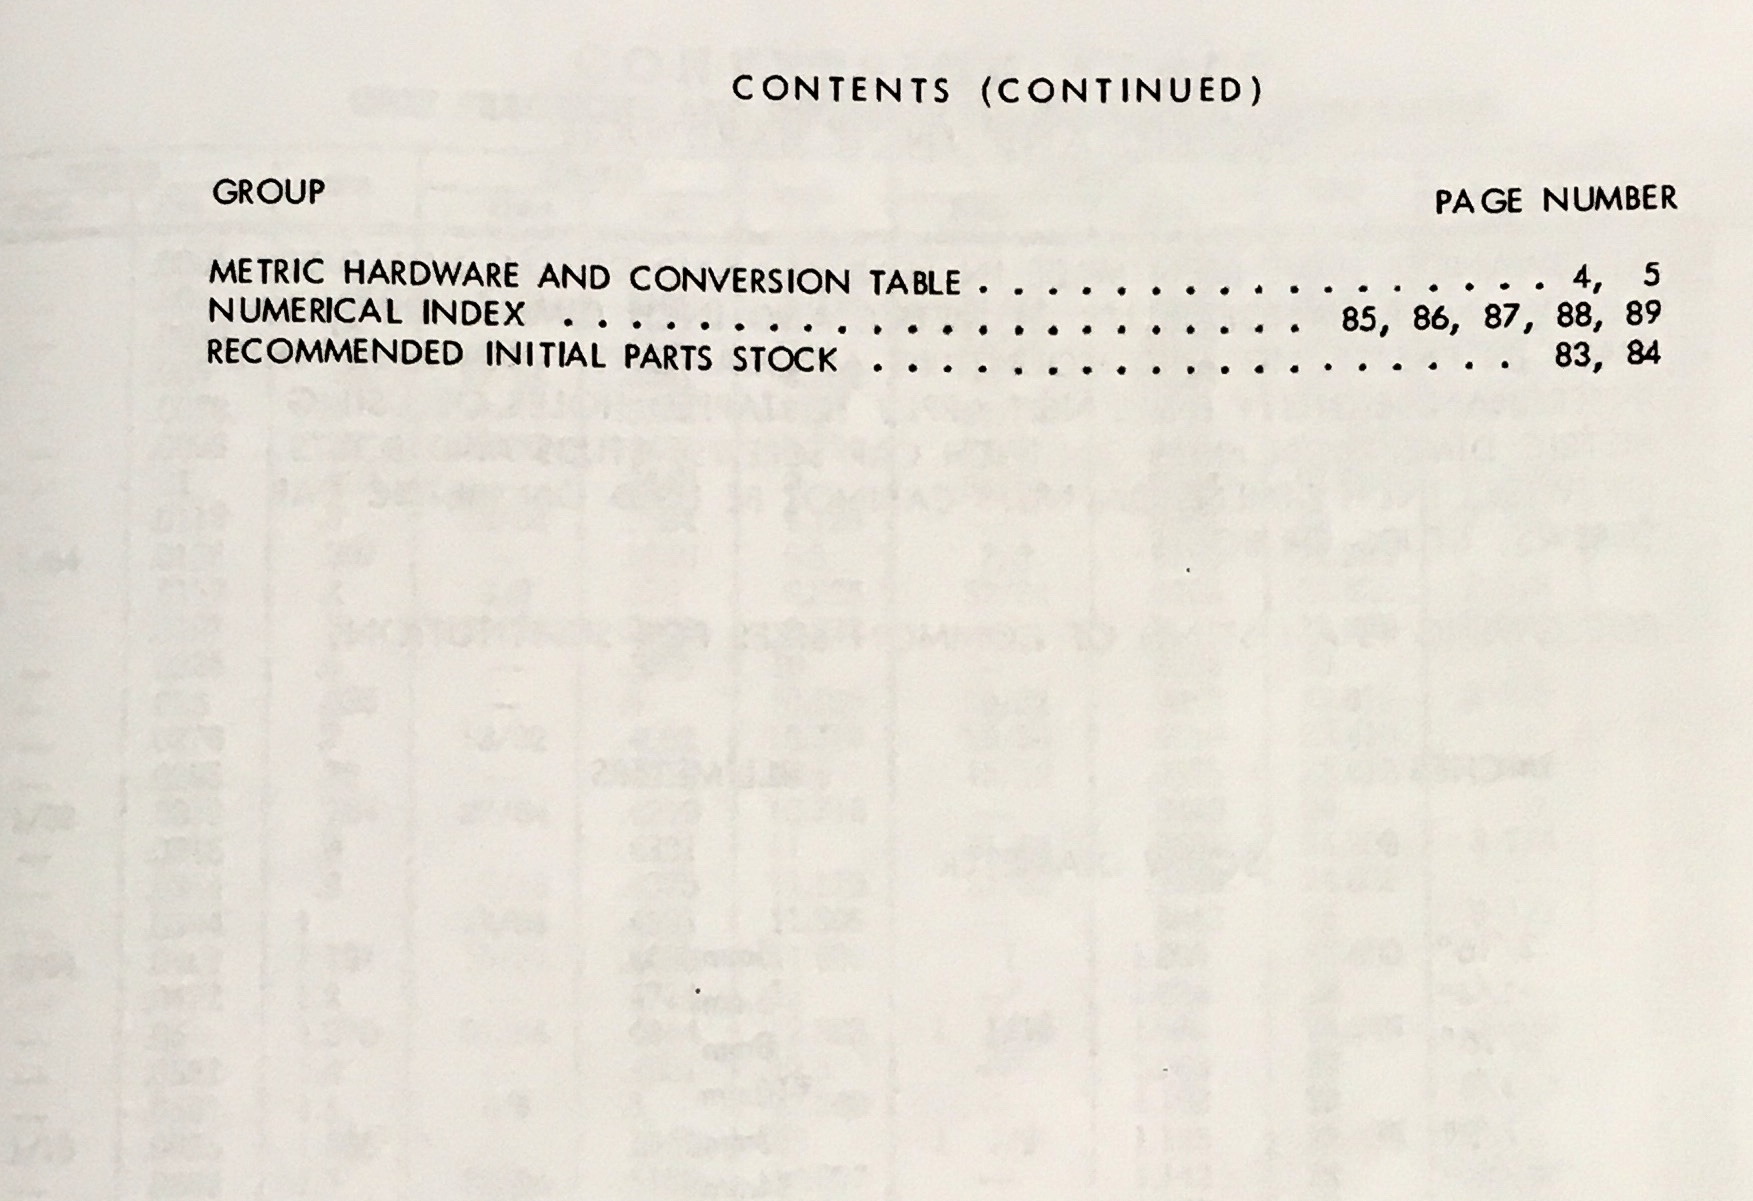 CONTENTS (CONTINUED)
GROUP PAGE NUMBER
METRIC HARDWARE AND CONVERSION TABLE . . . . . . . . . . . . . . . . . 4, 5
NUMERICAL INDEX . . . . . . . . . . . . . . . . . . . . . . 85, 86, 87, 88, 89
RECOMMENDED INITIAL PARTS STOCK . . . . . . . . . . . . . . . . . . . 83, 84